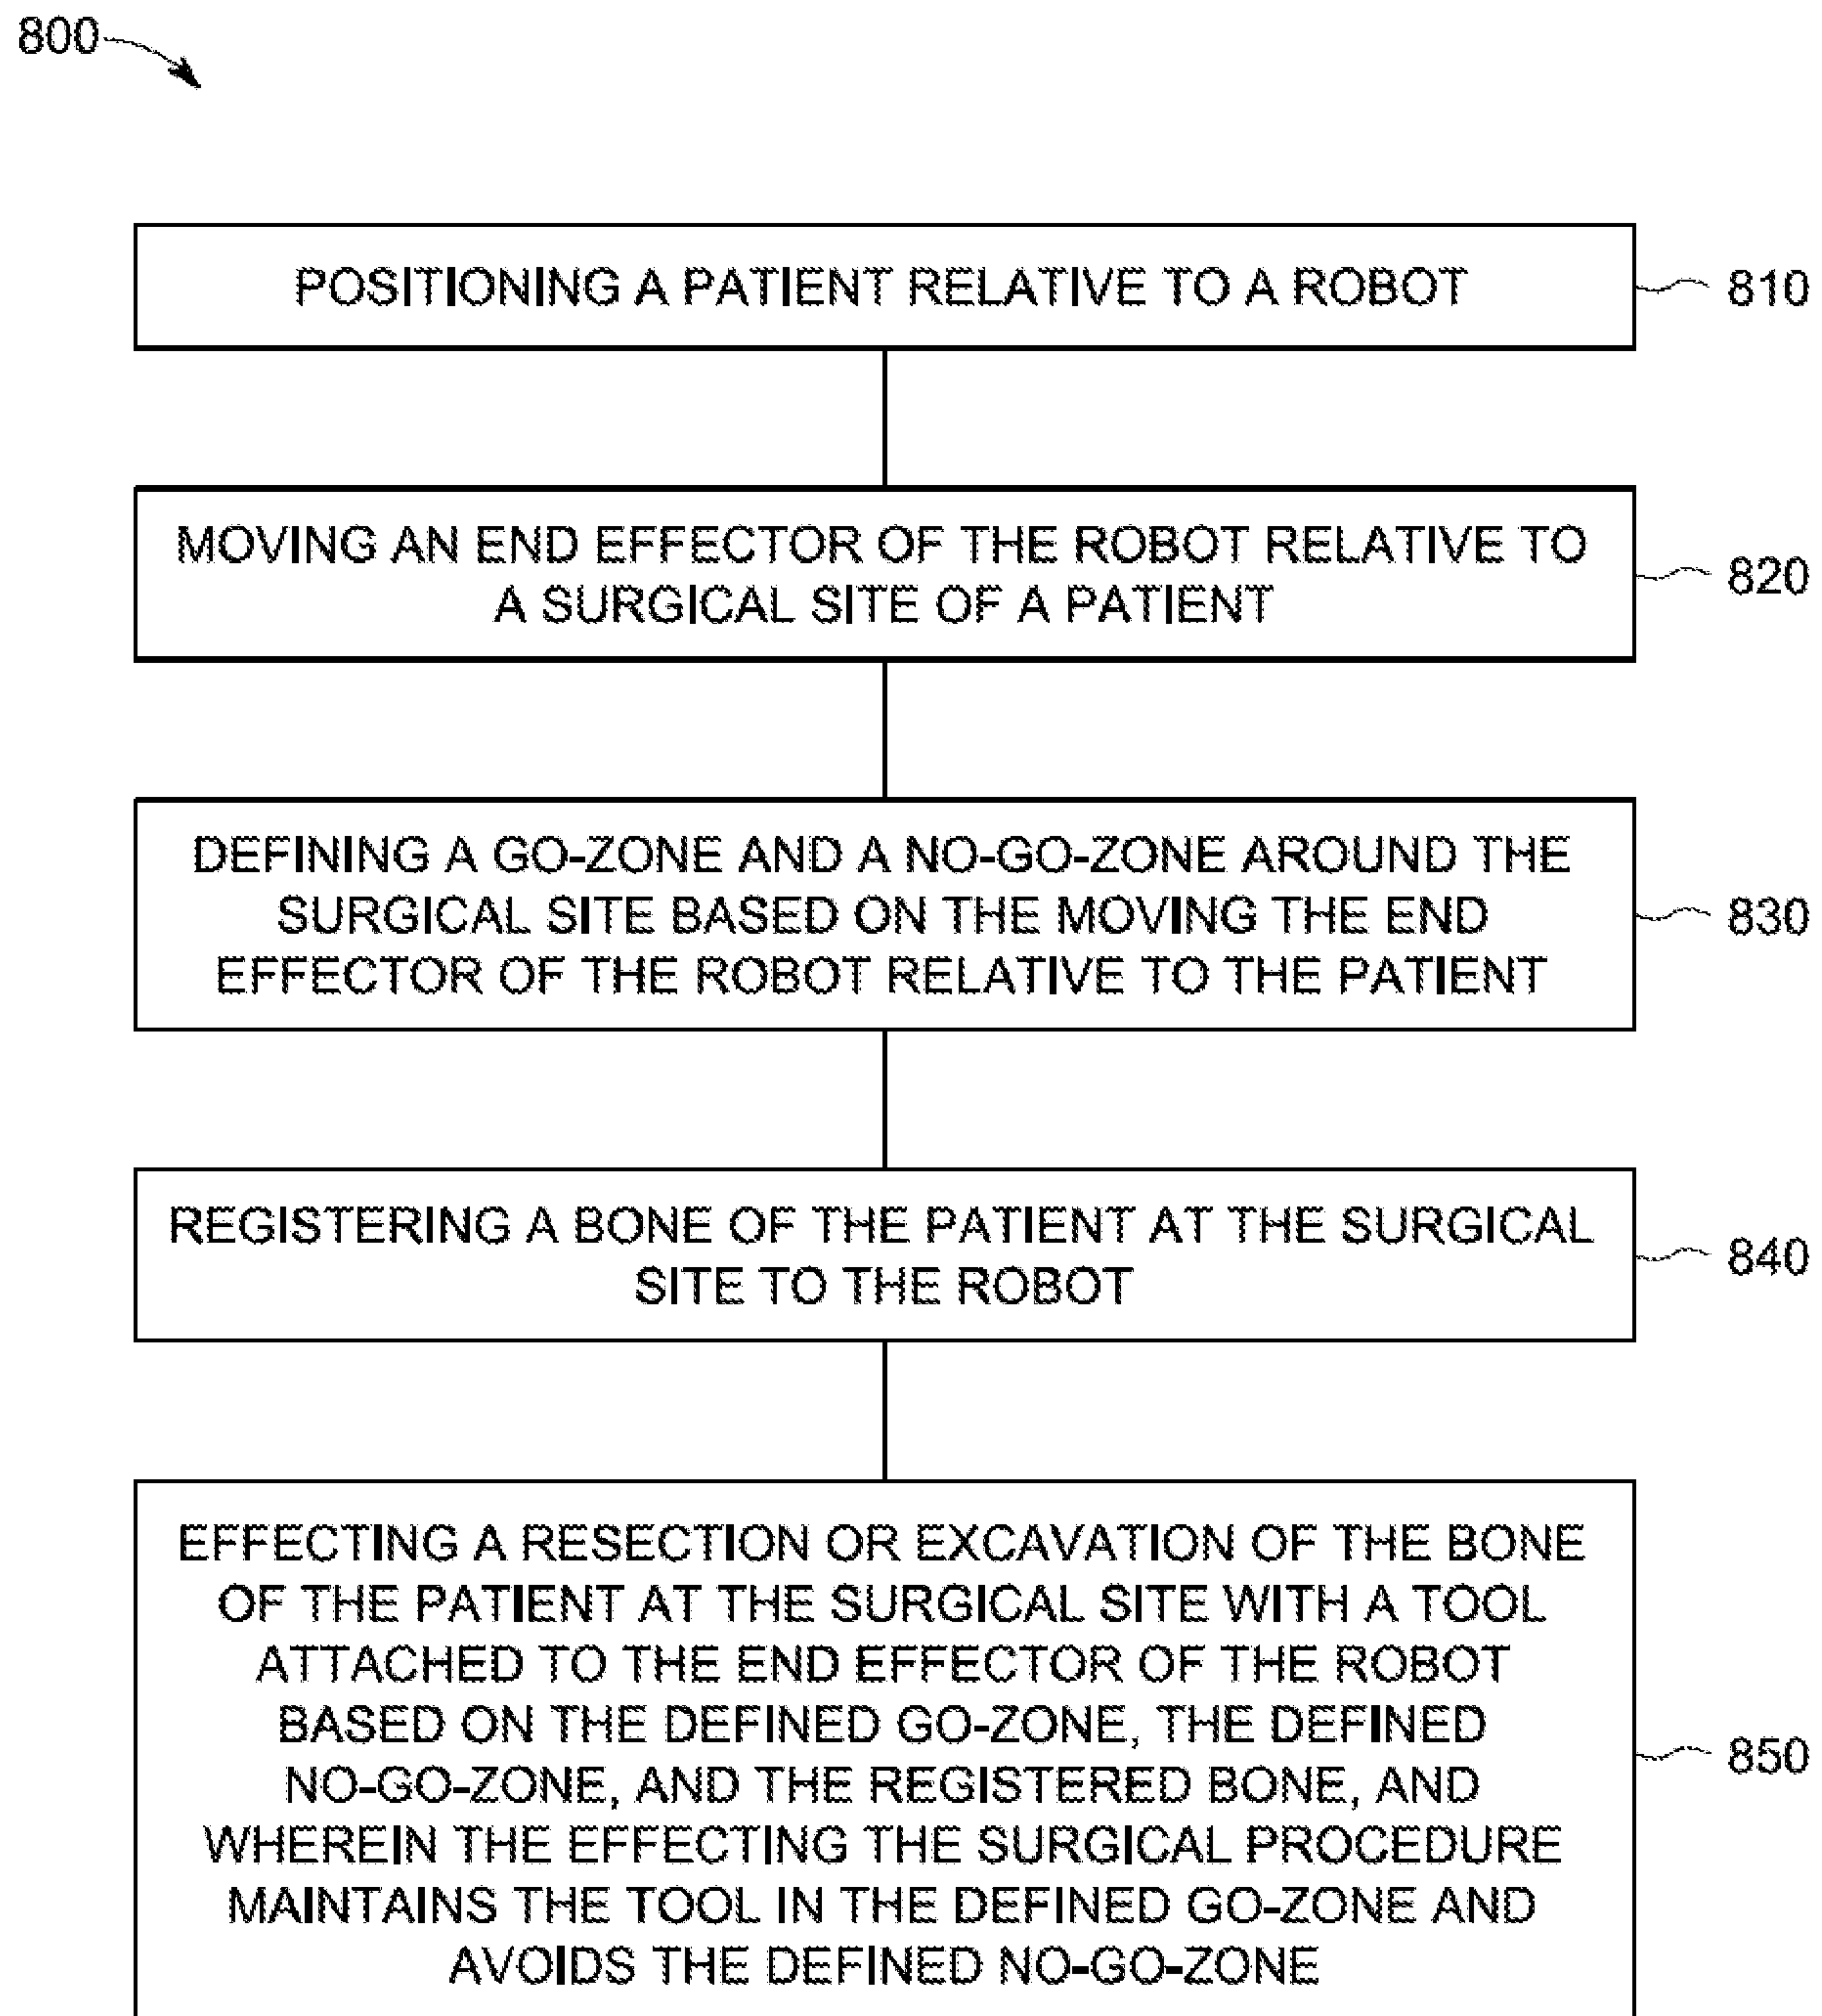 800
POSITIONING A PATIENT RELATIVE TO A ROBOT
810
MOVING AN END EFFECTOR OF THE ROBOT RELATIVE TO
A SURGICAL SITE OF A PATIENT
820
DEFINING A GO-ZONE AND A NO-GO-ZONE AROUND THE
SURGICAL SITE BASED ON THE MOVING THE END
EFFECTOR OF THE ROBOT RELATIVE TO THE PATIENT
830
REGISTERING A BONE OF THE PATIENT AT THE SURGICAL
SITE TO THE ROBOT
840
EFFECTING A RESECTION OR EXCAVATION OF THE BONE
OF THE PATIENT AT THE SURGICAL SITE WITH A TOOL
ATTACHED TO THE END EFFECTOR OF THE ROBOT
BASED ON THE DEFINED GO-ZONE, THE DEFINED
NO-GO-ZONE, AND THE REGISTERED BONE, AND
WHEREIN THE EFFECTING THE SURGICAL PROCEDURE
MAINTAINS THE TOOL IN THE DEFINED GO-ZONE AND
AVOIDS THE DEFINED NO-GO-ZONE
850